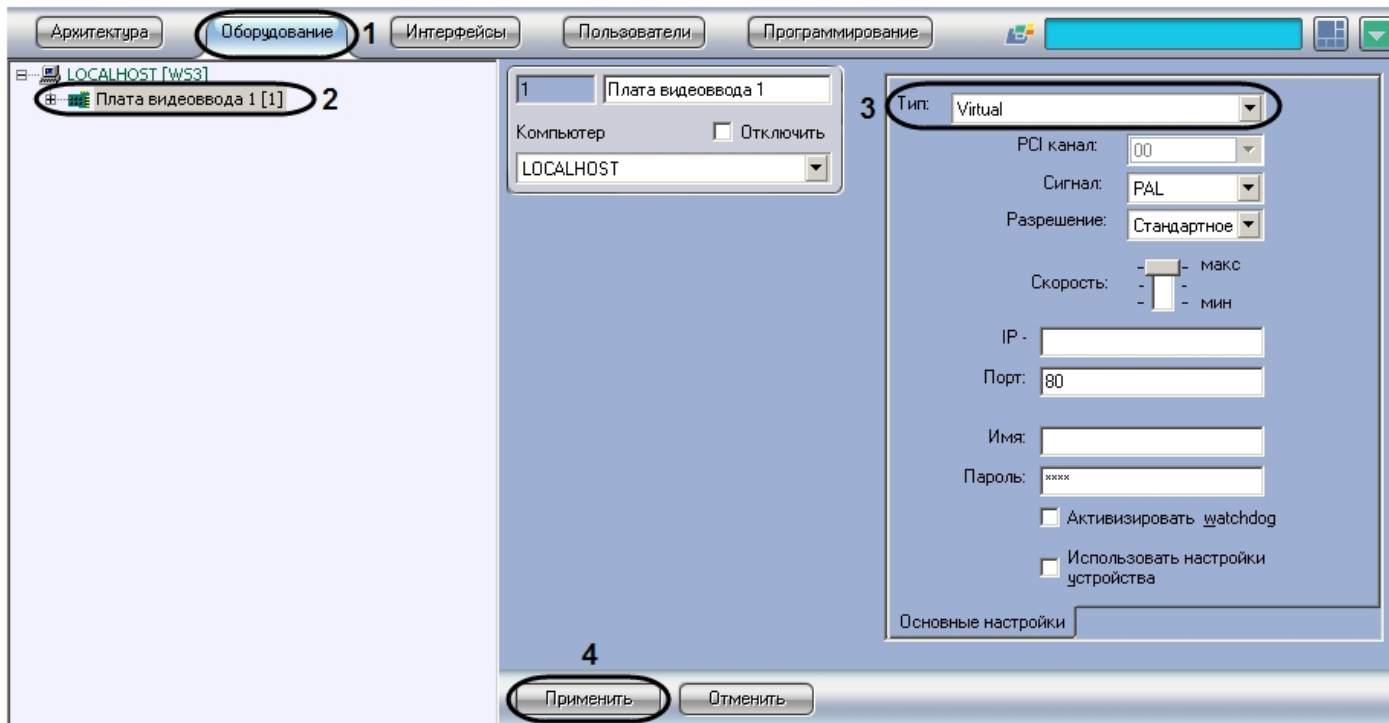 Архитектура Оборудование 1 Интерфейсы Пользователи Программирование
LOCALHOST [WS3]
Плата видеоввода 1 [1] 2
1 Плата видеоввода 1
Компьютер Отключить
LOCALHOST
3 Тип: Virtual
PCI канал: 00
Сигнал: PAL
Разрешение: Стандартное
Скорость: макс
мин
IP -
Порт: 80
Имя:
Пароль: ****
Активизировать watchdog
Использовать настройки
устройства
Основные настройки
4
Применить Отменить